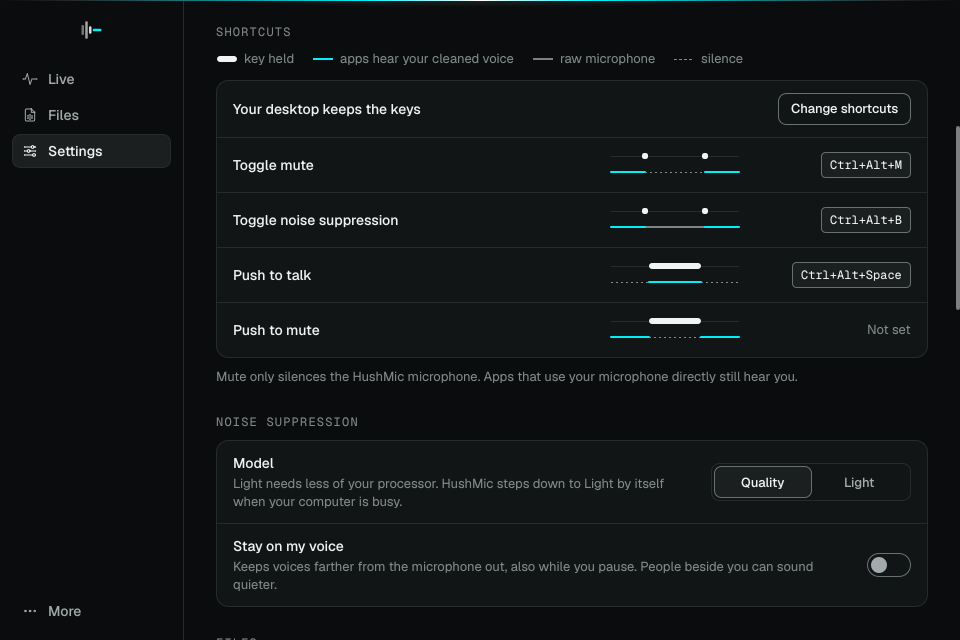 SHORTCUTS
key held
apps hear your cleaned voice
raw microphone
silence
Live
Files
Settings
Your desktop keeps the keys
Change shortcuts
Toggle mute
Ctrl+Alt+M
Toggle noise suppression
Ctrl+Alt+B
Push to talk
Ctrl+Alt+Space
Push to mute
Not set
Mute only silences the HushMic microphone. Apps that use your microphone directly still hear you.
NOISE SUPPRESSION
Model
Light needs less of your processor. HushMic steps down to Light by itself
when your computer is busy.
Quality
Light
Stay on my voice
Keeps voices farther from the microphone out, also while you pause. People beside you can sound
quieter.
More